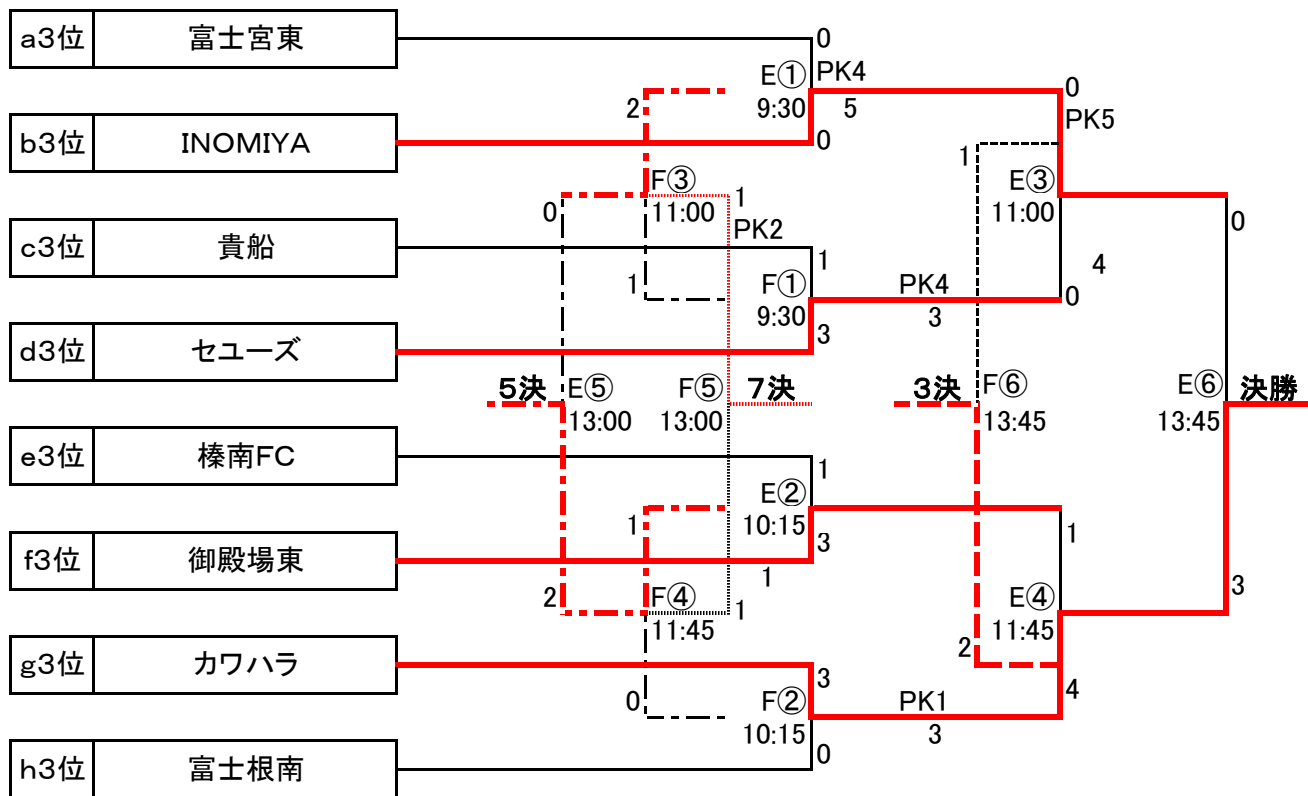 a3位 富士宮東
0
E① PK4
0
2
9:30 5
PK5
b3位 INOMIYA
0
1
F③
1
E③
0
11:00
11:00
0
PK2
c3位 貴船
1
4
1
F①
PK4
0
9:30
3
3
d3位 セユーズ
5決 E⑤ F⑤ 7決 3決 F⑥ E⑥ 決勝
13:00 13:00 13:45 13:45
e3位 榛南FC
1
E②
1
10:15
1
f3位 御殿場東
3
1
3
2
F④
1
E④
11:45
11:45
2
g3位 カワハラ
3
4
0
F②
PK1
10:15
3
0
h3位 富士根南